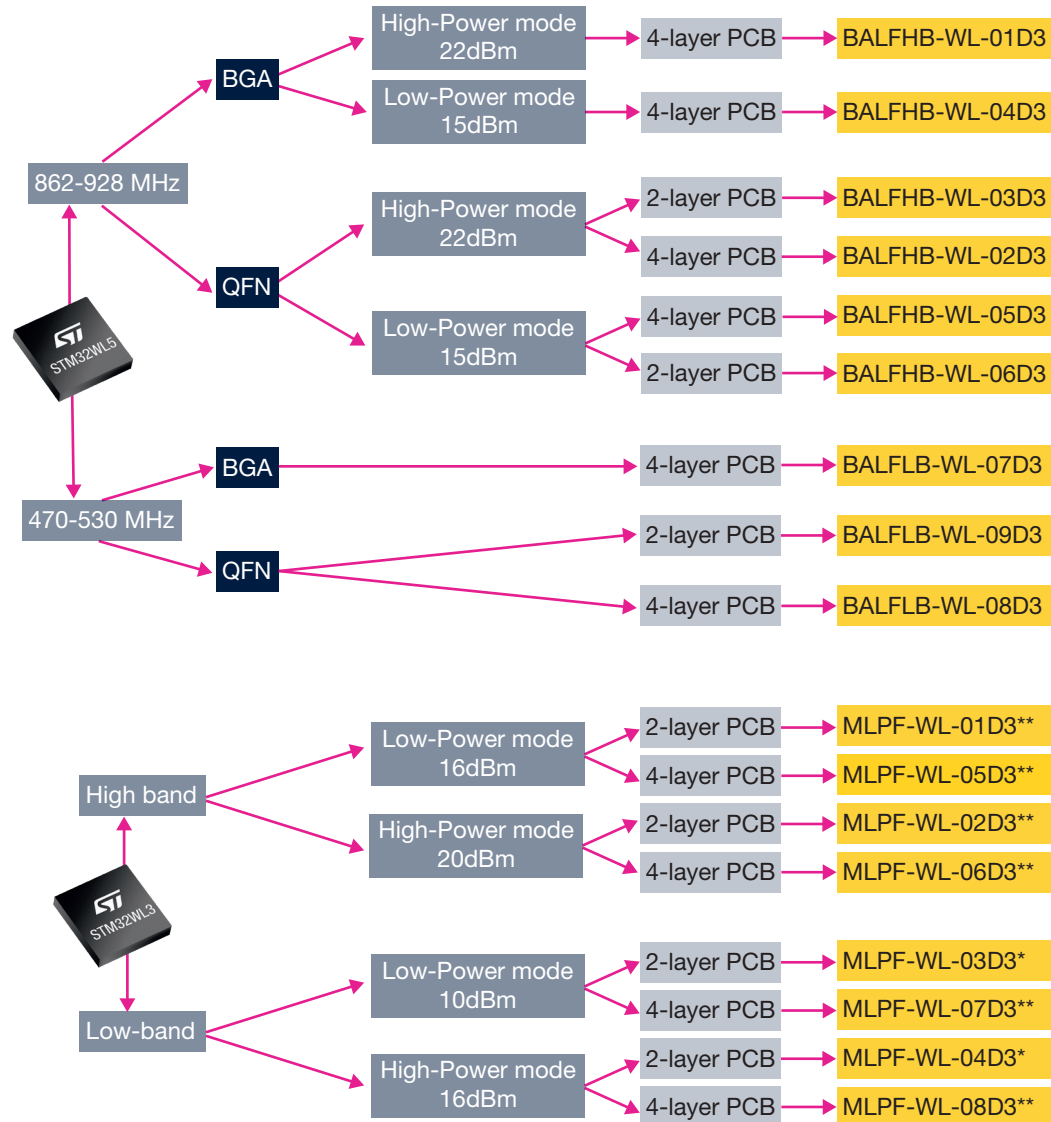 High-Power mode
22dBm
4-layer PCB
BALFHB-WL-01D3
BGA
Low-Power mode
15dBm
4-layer PCB
BALFHB-WL-04D3
862-928 MHz
High-Power mode
22dBm
2-layer PCB
BALFHB-WL-03D3
4-layer PCB
BALFHB-WL-02D3
QFN
Low-Power mode
15dBm
4-layer PCB
BALFHB-WL-05D3
2-layer PCB
BALFHB-WL-06D3
ST
STM32WL5
BGA
4-layer PCB
BALFLB-WL-07D3
470-530 MHz
QFN
2-layer PCB
BALFLB-WL-09D3
4-layer PCB
BALFLB-WL-08D3
Low-Power mode
16dBm
2-layer PCB
MLPF-WL-01D3**
4-layer PCB
MLPF-WL-05D3**
High band
High-Power mode
20dBm
2-layer PCB
MLPF-WL-02D3**
4-layer PCB
MLPF-WL-06D3**
ST
STM32WL3
Low-Power mode
10dBm
2-layer PCB
MLPF-WL-03D3*
4-layer PCB
MLPF-WL-07D3**
Low-band
High-Power mode
16dBm
2-layer PCB
MLPF-WL-04D3*
4-layer PCB
MLPF-WL-08D3**